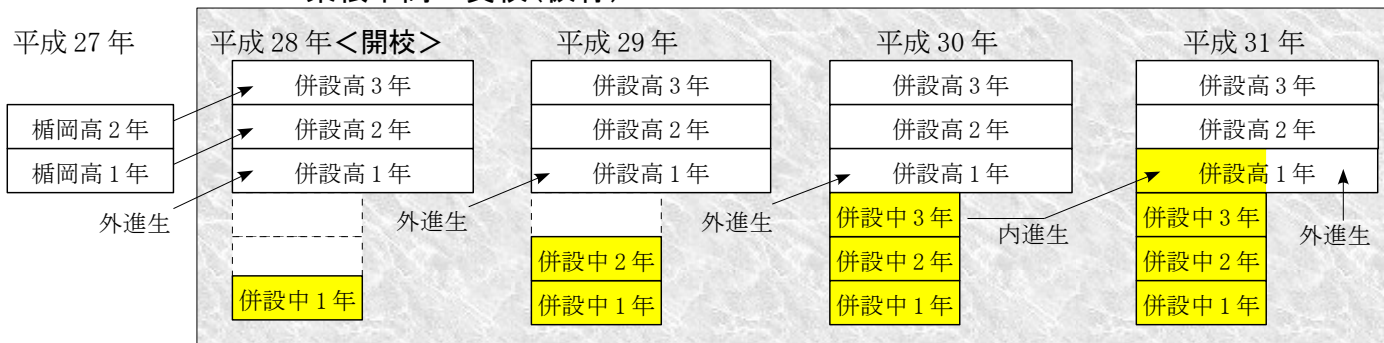 平成27年
平成28年<開校>
平成29年
平成30年
平成31年
楯岡高2年
楯岡高1年
外進生
併設高3年
併設高2年
併設高1年
併設中1年
外進生
併設高3年
併設高2年
併設高1年
併設中2年
併設中1年
外進生
併設高3年
併設高2年
併設高1年
併設中3年
併設中2年
併設中1年
内進生
併設高3年
併設高2年
併設高1年
併設中3年
併設中2年
併設中1年
外進生